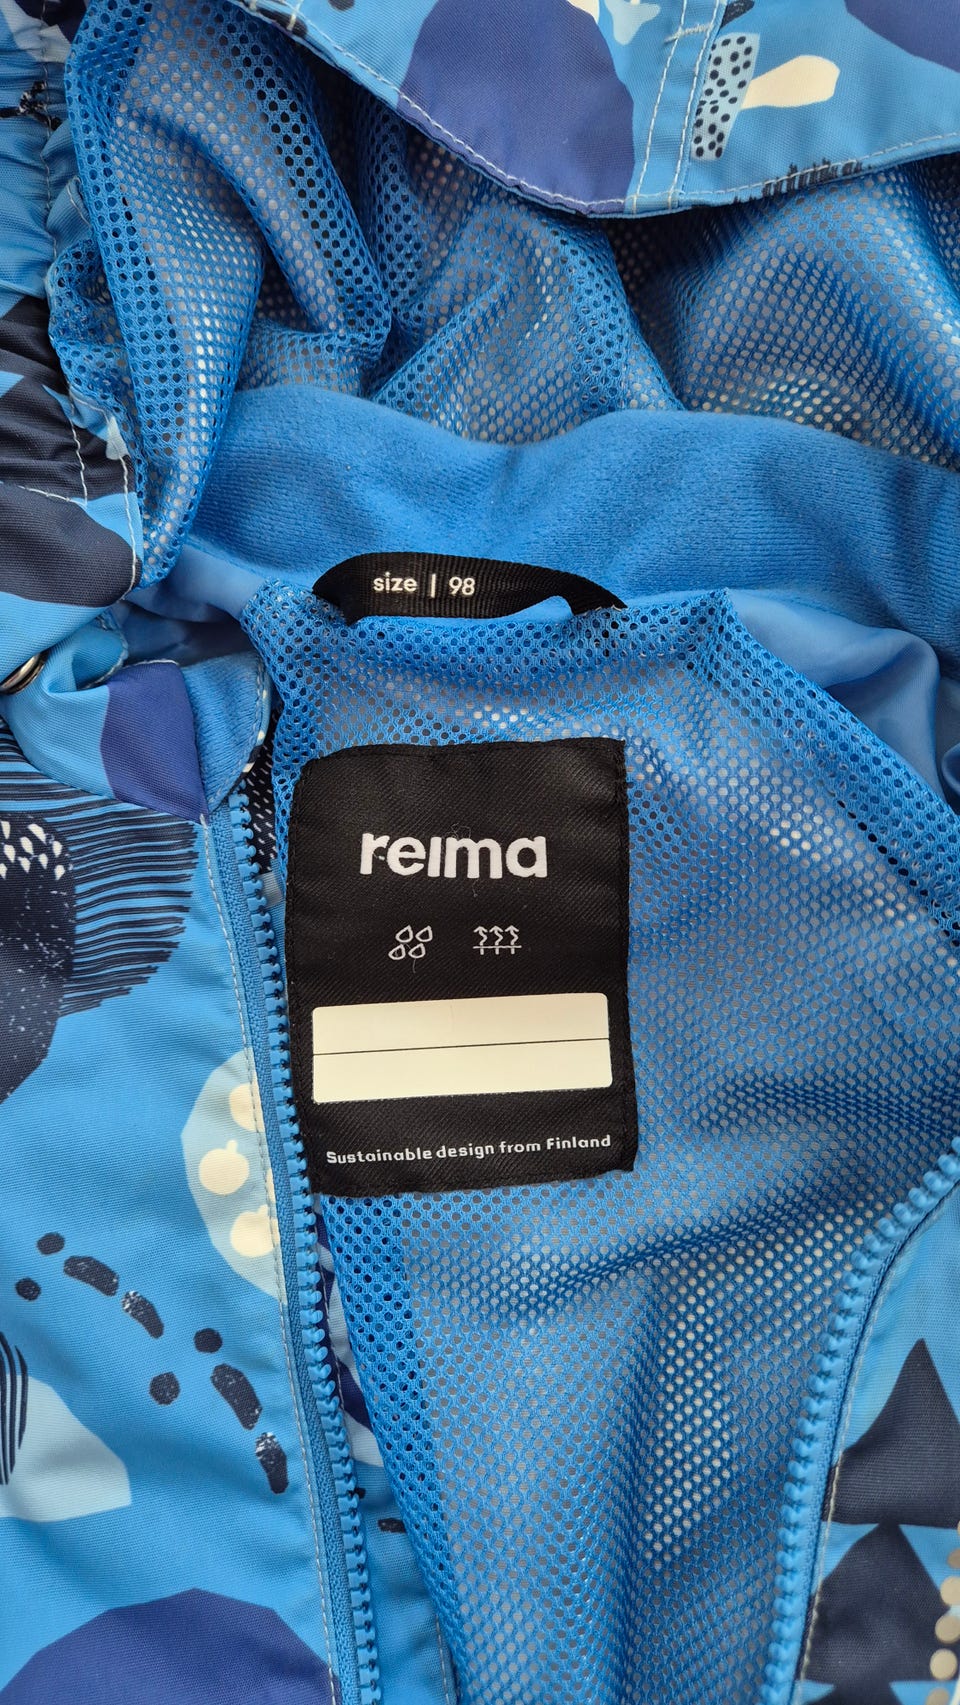 size | 98
reima
Sustainable design from Finland